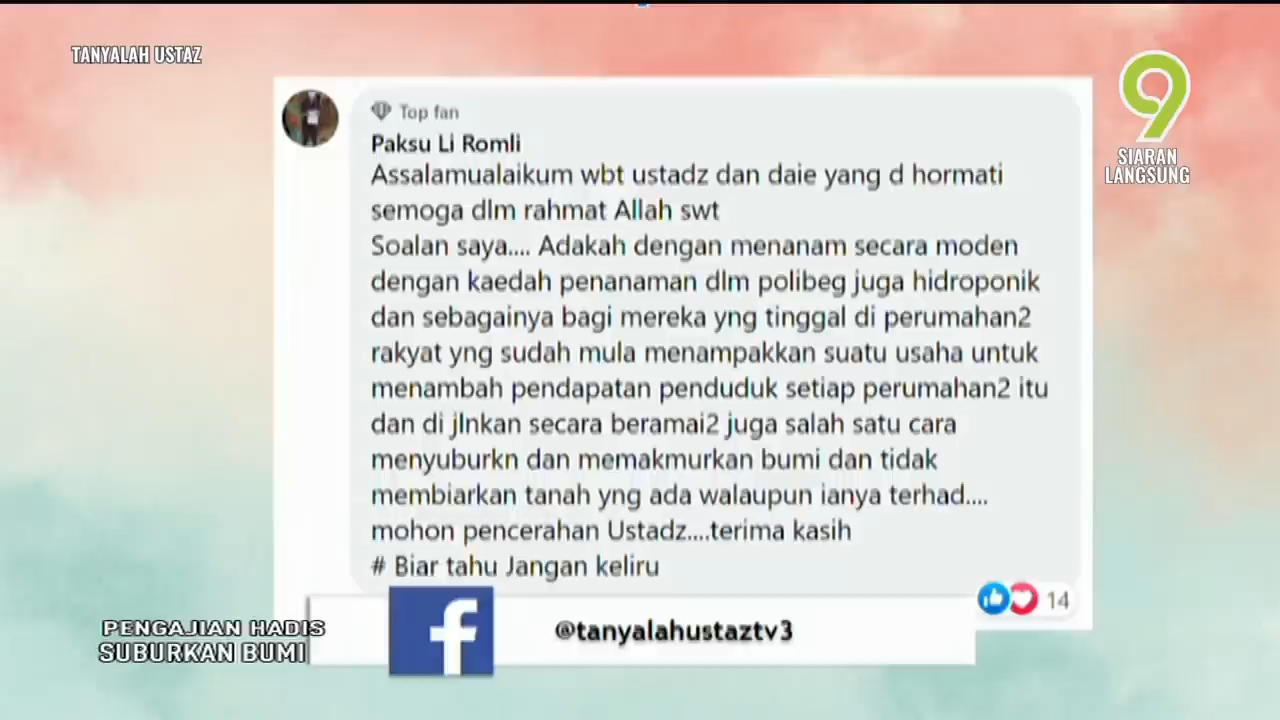 TANYALAH USTAZ
9
SIARAN
LANGSUNG
Top fan
Paksu Li Romli
Assalamualaikum wbt ustadz dan daie yang d hormati
semoga dlm rahmat Allah swt
Soalan saya.... Adakah dengan menanam secara moden
dengan kaedah penanaman dlm polibeg juga hidroponik
dan sebagainya bagi mereka yng tinggal di perumahan2
rakyat yng sudah mula menampakkan suatu usaha untuk
menambah pendapatan penduduk setiap perumahan2 itu
dan di jlnkan secara beramai2 juga salah satu cara
menyuburkn dan memakmurkan bumi dan tidak
membiarkan tanah yng ada walaupun ianya terhad....
mohon pencerahan Ustadz....terima kasih
# Biar tahu Jangan keliru
14
PENGAJIAN HADIS
SUBURKAN BUMI
f
@tanyalahustaztv3